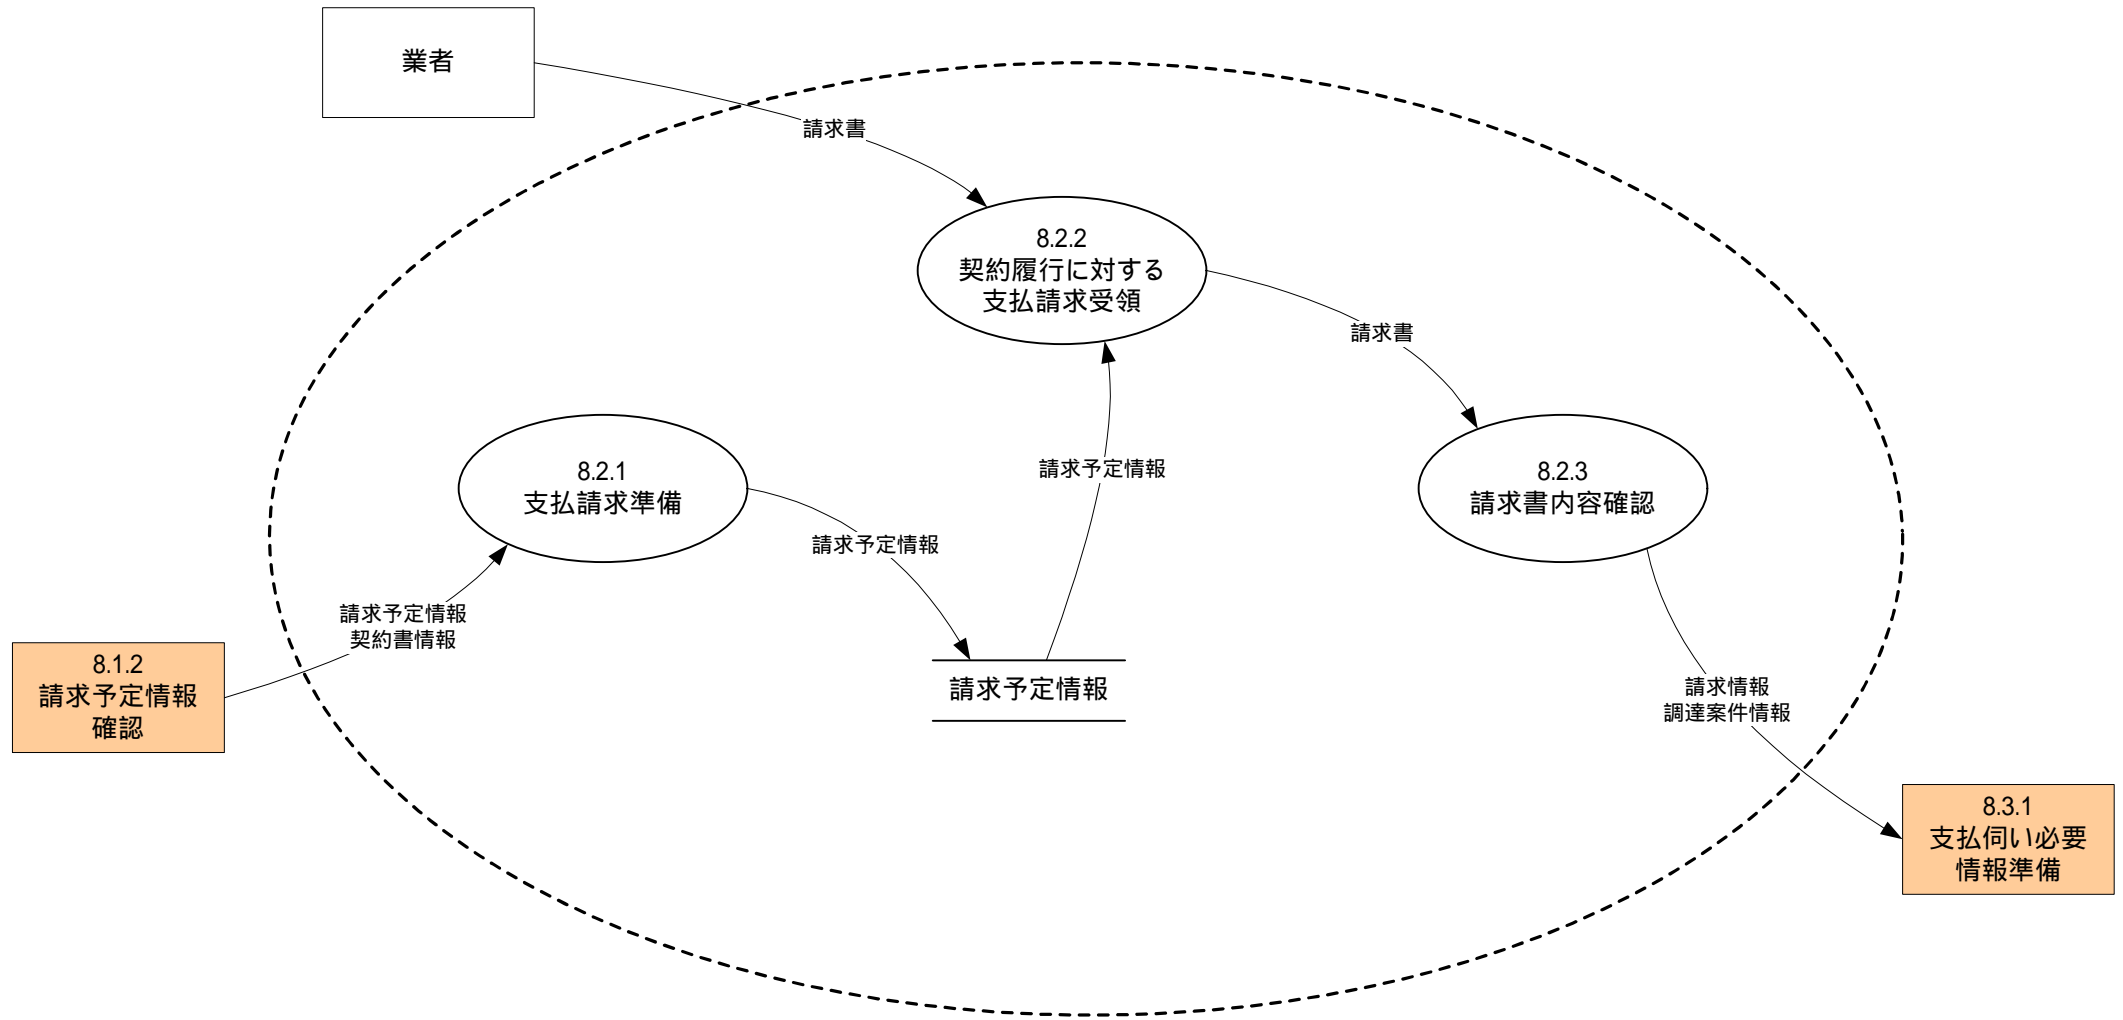 業者
請求書
8.2.2
契約履行に対する
支払請求受領
請求書
8.2.1
支払請求準備
請求予定情報
8.2.3
請求書内容確認
請求予定情報
請求予定情報
契約書情報
8.1.2
請求予定情報
確認
請求予定情報
請求情報
調達案件情報
8.3.1
支払伺い必要
情報準備